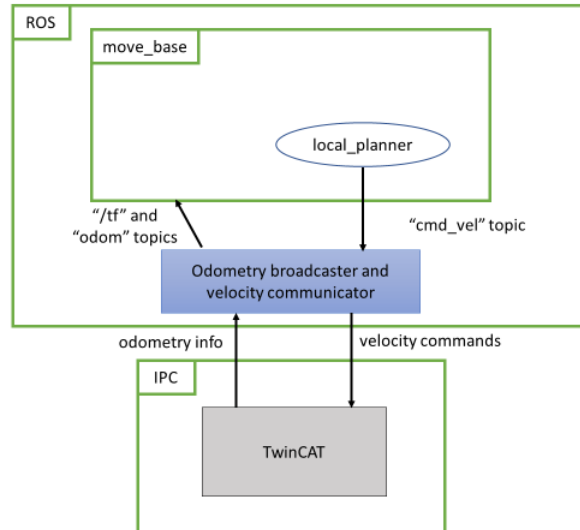 ROS
move_base
local_planner
“/tf” and
“odom” topics
“cmd_vel” topic
Odometry broadcaster and
velocity communicator
odometry info
velocity commands
IPC
TwinCAT